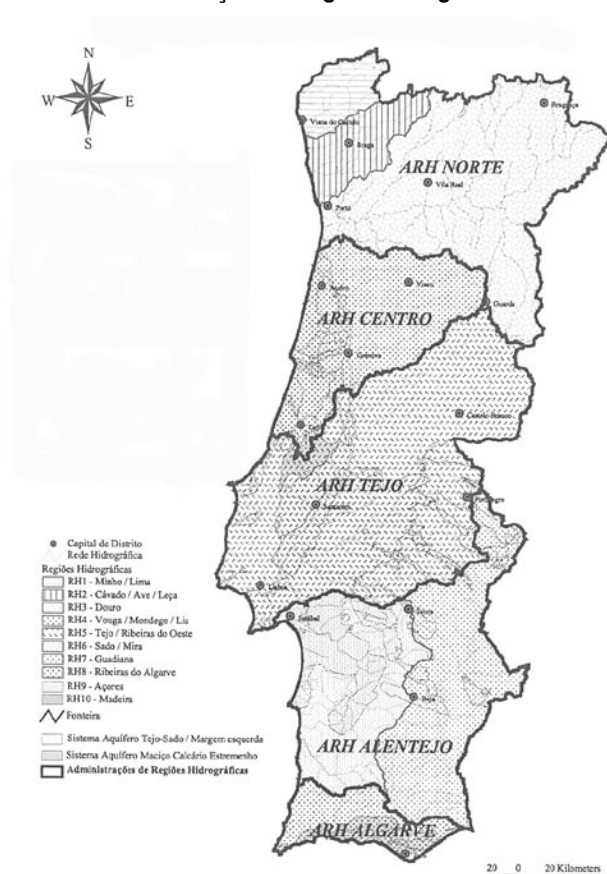 N
W E
S
Viana do Castelo
Bragança
Braga
ARH NORTE
Vila Real
Porto
Aveiro
Viseu
Guarda
ARH CENTRO
Coimbra
Castelo Branco
ARH TEJO
Santarém
Lisboa
Setúbal
Évora
Beja
ARH ALENTEJO
ARH ALGARVE
Capital de Distrito
Rede Hidrográfica
Regiões Hidrográficas
RH1 - Minho / Lima
RH2 - Cávado / Ave / Leça
RH3 - Douro
RH4 - Vouga / Mondego / Lis
RH5 - Tejo / Ribeiras do Oeste
RH6 - Sado / Mira
RH7 - Guadiana
RH8 - Ribeiras do Algarve
RH9 - Açores
RH10 - Madeira
Fonteira
Sistema Aquífero Tejo-Sado / Margem esquerda
Sistema Aquífero Maciço Calcário Estremenho
Administrações de Regiões Hidrográficas
20 0 20 Kilometers